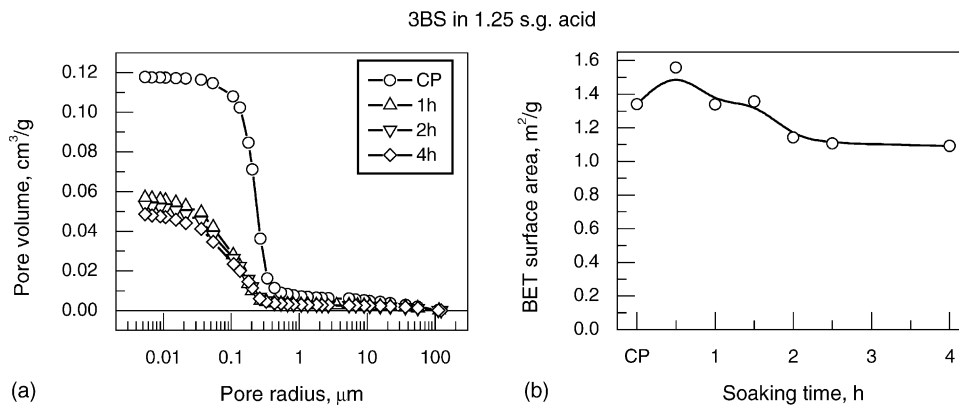 3BS in 1.25 s.g. acid
Pore volume, cm³/g
0.12
0.10
0.08
0.06
0.04
0.02
0.00
CP
1h
2h
4h
0.01 0.1 1 10 100
(a) Pore radius, μm
BET surface area, m²/g
1.8
1.6
1.4
1.2
1.0
0.8
0.6
0.4
0.2
0.0
CP 1 2 3 4
(b) Soaking time, h